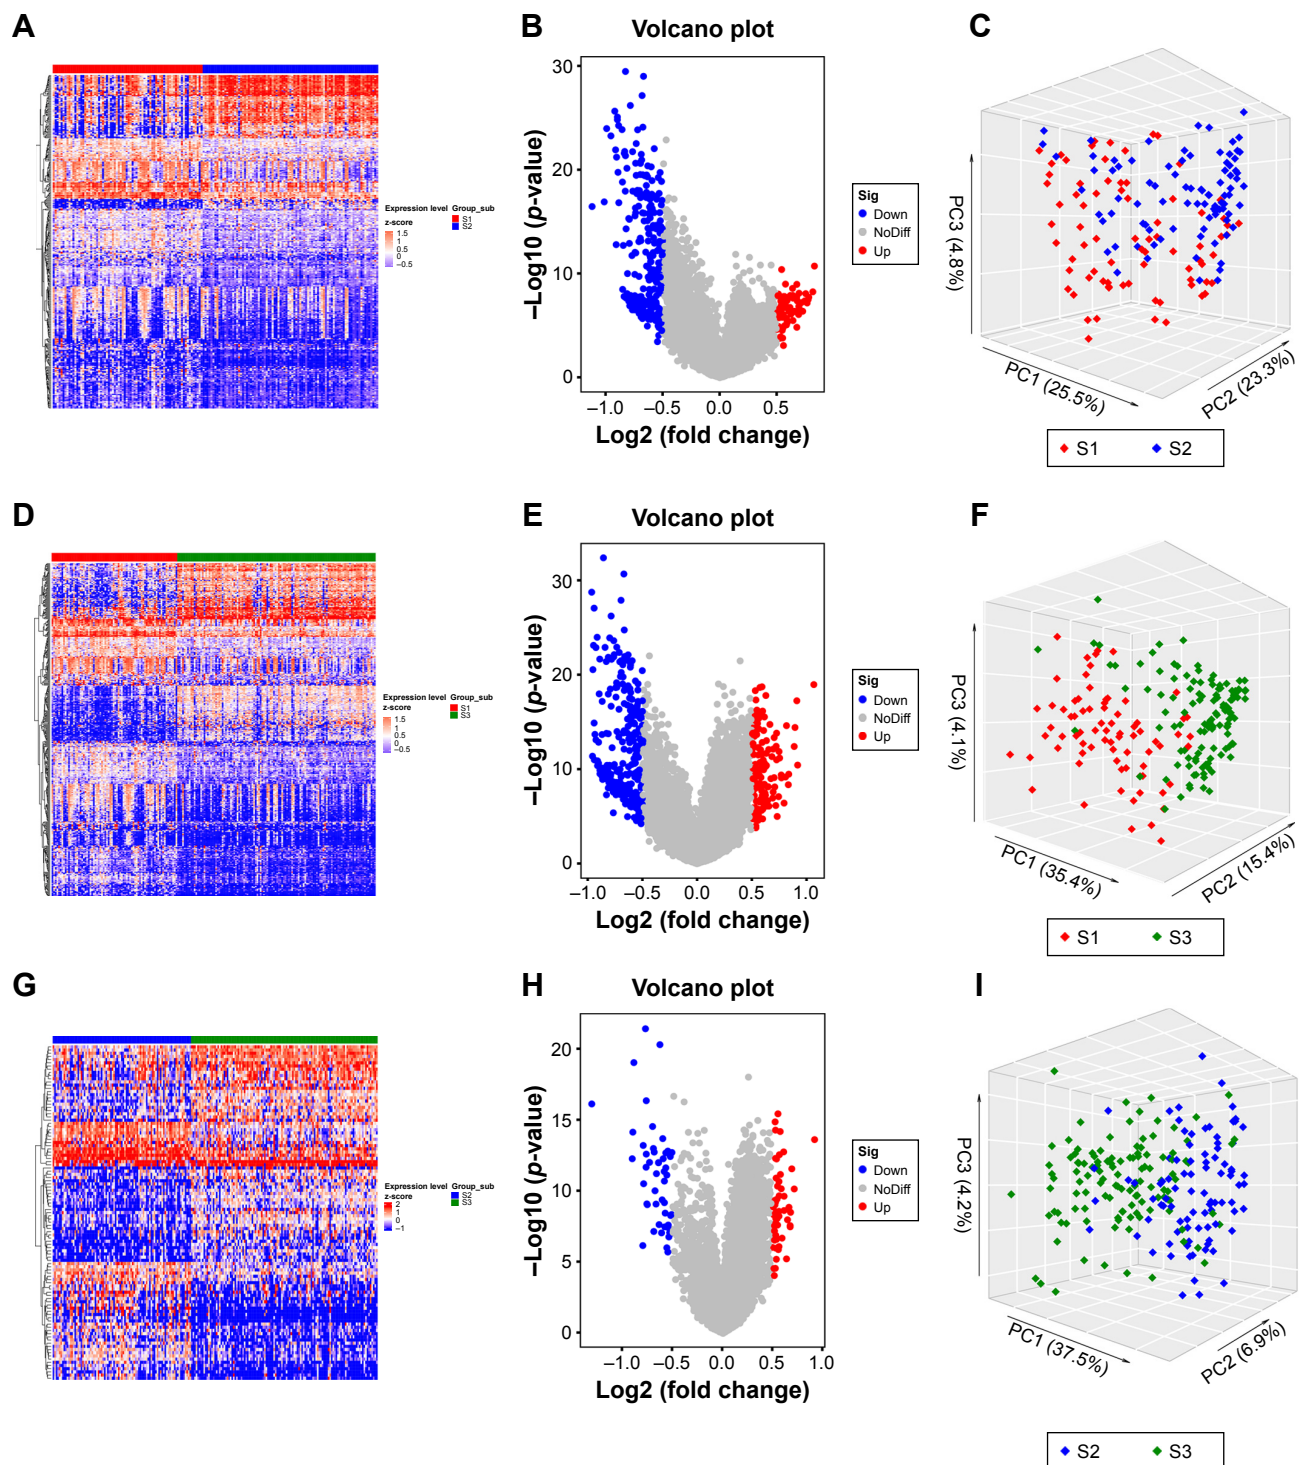 A
Expression level Group_sub
z-score
S1
S2
1.5
1
0.5
0
−0.5
B
Volcano plot
−Log10 (p-value)
30
20
10
0
−1.0 −0.5 0.0 0.5
Log2 (fold change)
Sig
Down
NoDiff
Up
C
PC3 (4.8%)
PC1 (25.5%)
PC2 (23.3%)
S1 S2
D
Expression level Group_sub
z-score
S1
S3
1.5
1
0.5
0
−0.5
E
Volcano plot
−Log10 (p-value)
30
20
10
0
−1.0 −0.5 0.0 0.5 1.0
Log2 (fold change)
Sig
Down
NoDiff
Up
F
PC3 (4.1%)
PC1 (35.4%)
PC2 (15.4%)
S1 S3
G
Expression level Group_sub
z-score
S2
S3
2
1
0
−1
H
Volcano plot
−Log10 (p-value)
20
15
10
5
0
−1.0 −0.5 0.0 0.5 1.0
Log2 (fold change)
Sig
Down
NoDiff
Up
I
PC3 (4.2%)
PC1 (37.5%)
PC2 (6.9%)
S2 S3